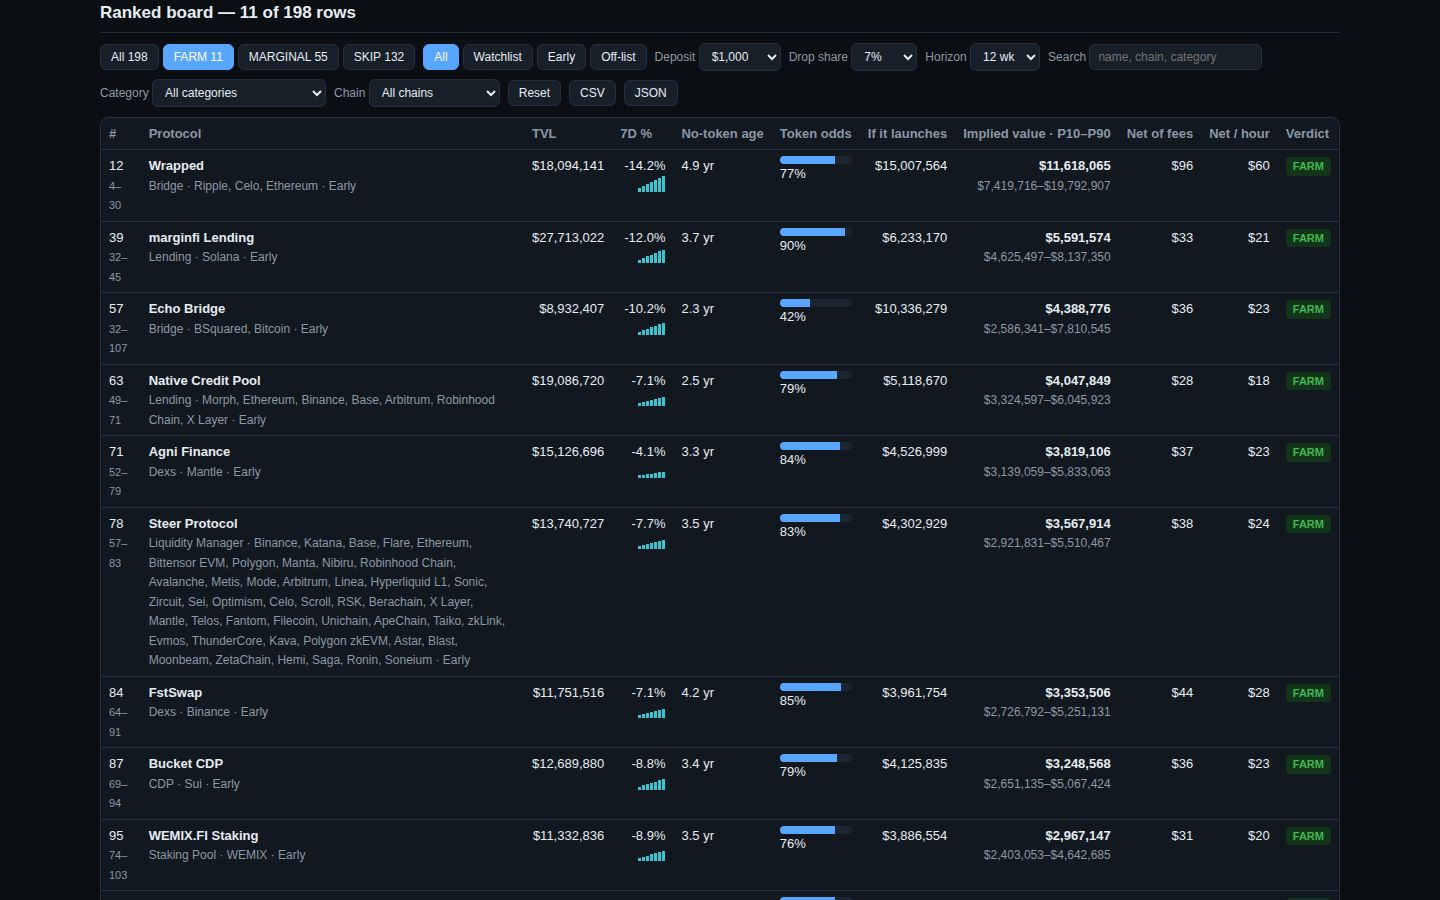 Ranked board — 11 of 198 rows
All 198 FARM 11 MARGINAL 55 SKIP 132 All Watchlist Early Off-list Deposit $1,000 Drop share 7% Horizon 12 wk Search name, chain, category
Category All categories Chain All chains Reset CSV JSON
# Protocol TVL 7D % No-token age Token odds If it launches Implied value · P10–P90 Net of fees Net / hour Verdict
12 Wrapped $18,094,141 -14.2% 4.9 yr 77% $15,007,564 $11,618,065 $96 $60 FARM
4–30 Bridge · Ripple, Celo, Ethereum · Early $7,419,716–$19,792,907
39 marginfi Lending $27,713,022 -12.0% 3.7 yr 90% $6,233,170 $5,591,574 $33 $21 FARM
32–45 Lending · Solana · Early $4,625,497–$8,137,350
57 Echo Bridge $8,932,407 -10.2% 2.3 yr 42% $10,336,279 $4,388,776 $36 $23 FARM
32–107 Bridge · BSquared, Bitcoin · Early $2,586,341–$7,810,545
63 Native Credit Pool $19,086,720 -7.1% 2.5 yr 79% $5,118,670 $4,047,849 $28 $18 FARM
49– Lending · Morph, Ethereum, Binance, Base, Arbitrum, Robinhood $3,324,597–$6,045,923
71 Chain, X Layer · Early
71 Agni Finance $15,126,696 -4.1% 3.3 yr 84% $4,526,999 $3,819,106 $37 $23 FARM
52–79 Dexs · Mantle · Early $3,139,059–$5,833,063
78 Steer Protocol $13,740,727 -7.7% 3.5 yr 83% $4,302,929 $3,567,914 $38 $24 FARM
57– Liquidity Manager · Binance, Katana, Base, Flare, Ethereum, $2,921,831–$5,510,467
83 Bittensor EVM, Polygon, Manta, Nibiru, Robinhood Chain,
Avalanche, Metis, Mode, Arbitrum, Linea, Hyperliquid L1, Sonic,
Zircuit, Sei, Optimism, Celo, Scroll, RSK, Berachain, X Layer,
Mantle, Telos, Fantom, Filecoin, Unichain, ApeChain, Taiko, zkLink,
Evmos, ThunderCore, Kava, Polygon zkEVM, Astar, Blast,
Moonbeam, ZetaChain, Hemi, Saga, Ronin, Soneium · Early
84 FstSwap $11,751,516 -7.1% 4.2 yr 85% $3,961,754 $3,353,506 $44 $28 FARM
64–91 Dexs · Binance · Early $2,726,792–$5,251,131
87 Bucket CDP $12,689,880 -8.8% 3.4 yr 79% $4,125,835 $3,248,568 $36 $23 FARM
69–94 CDP · Sui · Early $2,651,135–$5,067,424
95 WEMIX.FI Staking $11,332,836 -8.9% 3.5 yr 76% $3,886,554 $2,967,147 $31 $20 FARM
74–103 Staking Pool · WEMIX · Early $2,403,053–$4,642,685